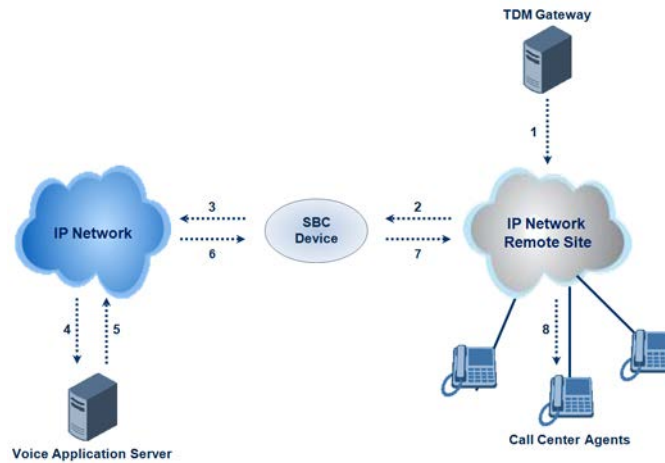 TDM Gateway
1
3
2
IP Network
SBC
Device
IP Network
Remote Site
6
7
4
5
8
Voice Application Server
Call Center Agents